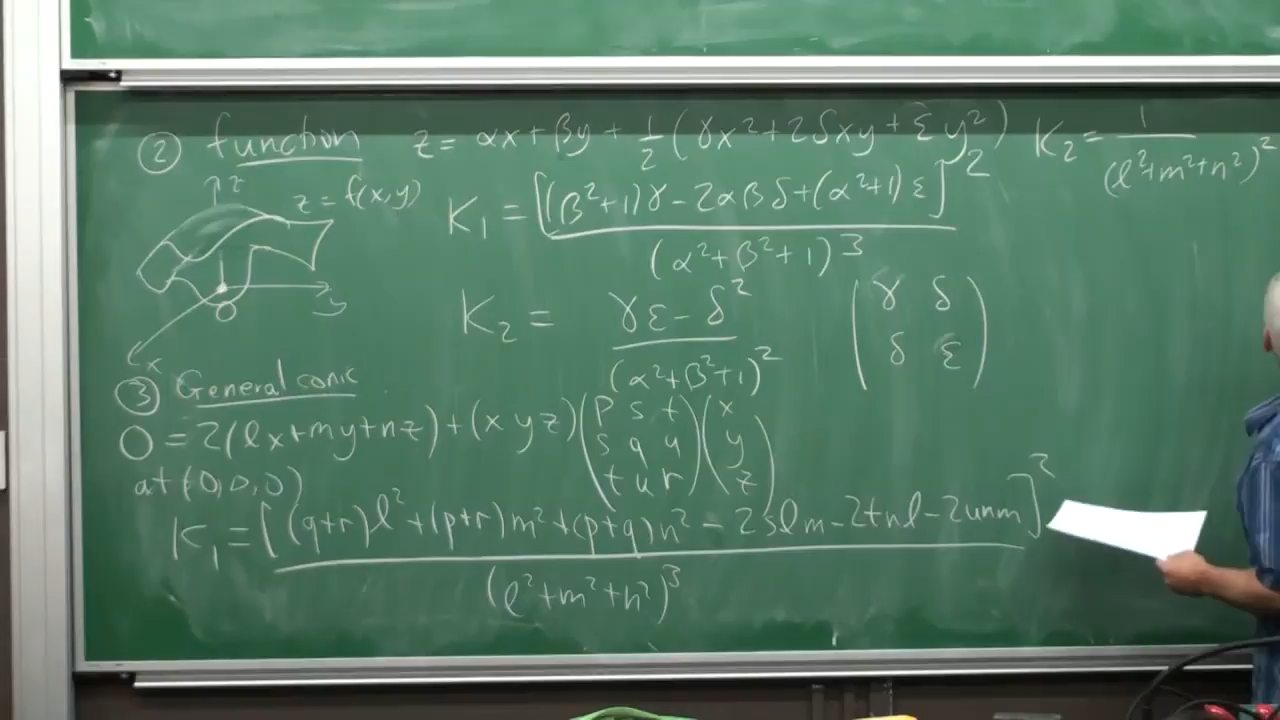 ② function z = αx + βy + 1/2 (γx² + 2δxy + εy²)
K₂ = 1/(l²+m²+n²)²
z
z = f(x,y)
K₁ = [(β²+1)γ - 2αβδ + (α²+1)ε]² / (α²+β²+1)³
O
y
x
K₂ = (γε - δ²) / (α²+β²+1)²
(γ δ
δ ε)
③ General conic
0 = 2(lx+my+nz) + (x y z) (p s t
s q u
t u r) (x
y
z)
at (0,0,0)
K₁ = [(q+r)l² + (p+r)m² + (p+q)n² - 2slm - 2tnl - 2unm]² / (l²+m²+n²)³